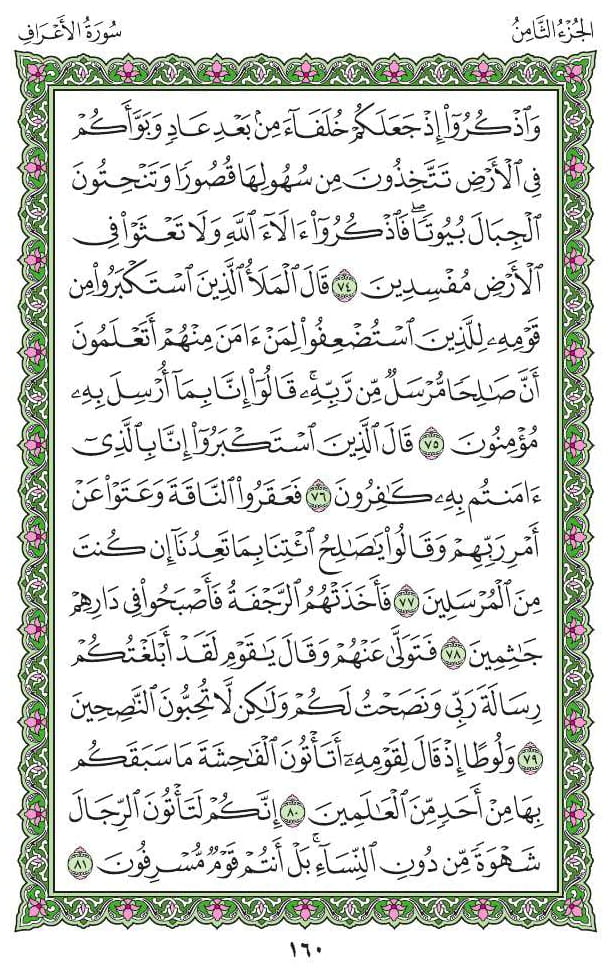 الجُزْءُ الثَّامِنُ
سُورَةُ الأَعْرَافِ
وَٱذۡكُرُوٓاْ إِذۡ جَعَلَكُمۡ خُلَفَآءَ مِنۢ بَعۡدِ عَادٖ وَبَوَّأَكُمۡ
فِي ٱلۡأَرۡضِ تَتَّخِذُونَ مِن سُهُولِهَا قُصُورٗا وَتَنۡحِتُونَ
ٱلۡجِبَالَ بُيُوتٗاۖ فَٱذۡكُرُوٓاْ ءَالَآءَ ٱللَّهِ وَلَا تَعۡثَوۡاْ فِي
ٱلۡأَرۡضِ مُفۡسِدِينَ ٧٤ قَالَ ٱلۡمَلَأُ ٱلَّذِينَ ٱسۡتَكۡبَرُواْ مِن
قَوۡمِهِۦ لِلَّذِينَ ٱسۡتُضۡعِفُواْ لِمَنۡ ءَامَنَ مِنۡهُمۡ أَتَعۡلَمُونَ
أَنَّ صَٰلِحٗا مُّرۡسَلٞ مِّن رَّبِّهِۦۚ قَالُوٓاْ إِنَّا بِمَآ أُرۡسِلَ بِهِۦ
مُؤۡمِنُونَ ٧٥ قَالَ ٱلَّذِينَ ٱسۡتَكۡبَرُوٓاْ إِنَّا بِٱلَّذِيٓ
ءَامَنتُم بِهِۦ كَٰفِرُونَ ٧٦ فَعَقَرُواْ ٱلنَّاقَةَ وَعَتَوۡاْ عَنۡ
أَمۡرِ رَبِّهِمۡ وَقَالُواْ يَٰصَٰلِحُ ٱئۡتِنَا بِمَا تَعِدُنَآ إِن كُنتَ
مِنَ ٱلۡمُرۡسَلِينَ ٧٧ فَأَخَذَتۡهُمُ ٱلرَّجۡفَةُ فَأَصۡبَحُواْ فِي دَارِهِمۡ
جَٰثِمِينَ ٧٨ فَتَوَلَّىٰ عَنۡهُمۡ وَقَالَ يَٰقَوۡمِ لَقَدۡ أَبۡلَغۡتُكُمۡ
رِسَالَةَ رَبِّي وَنَصَحۡتُ لَكُمۡ وَلَٰكِن لَّا تُحِبُّونَ ٱلنَّٰصِحِينَ
٧٩ وَلُوطًا إِذۡ قَالَ لِقَوۡمِهِۦٓ أَتَأۡتُونَ ٱلۡفَٰحِشَةَ مَا سَبَقَكُم
بِهَا مِنۡ أَحَدٖ مِّنَ ٱلۡعَٰلَمِينَ ٨٠ إِنَّكُمۡ لَتَأۡتُونَ ٱلرِّجَالَ
شَهۡوَةٗ مِّن دُونِ ٱلنِّسَآءِۚ بَلۡ أَنتُمۡ قَوۡمٞ مُّسۡرِفُونَ ٨١
١٦٠